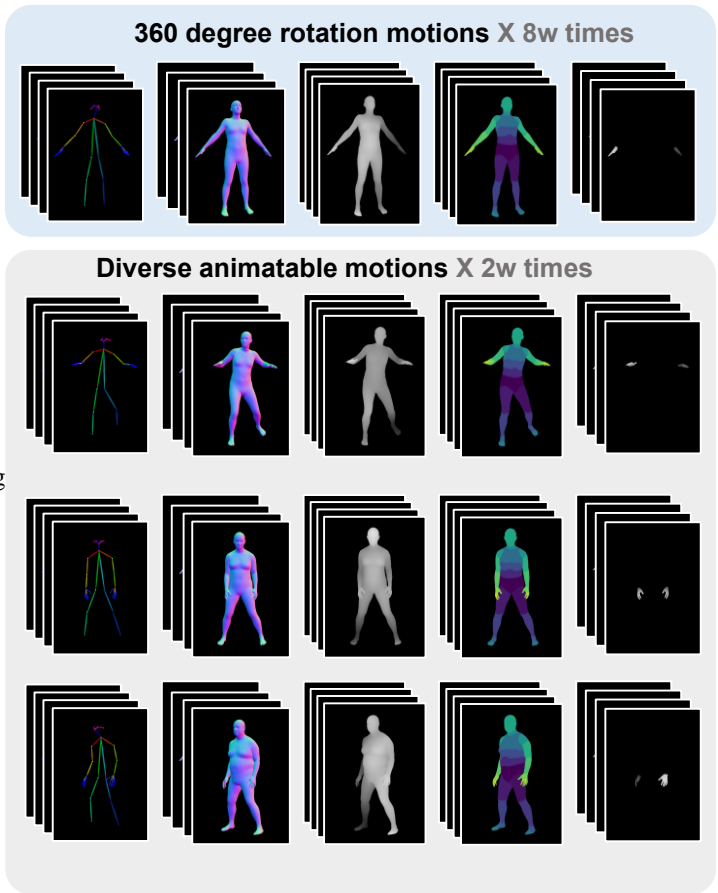 360 degree rotation motions X 8w times
Diverse animatable motions X 2w times
g